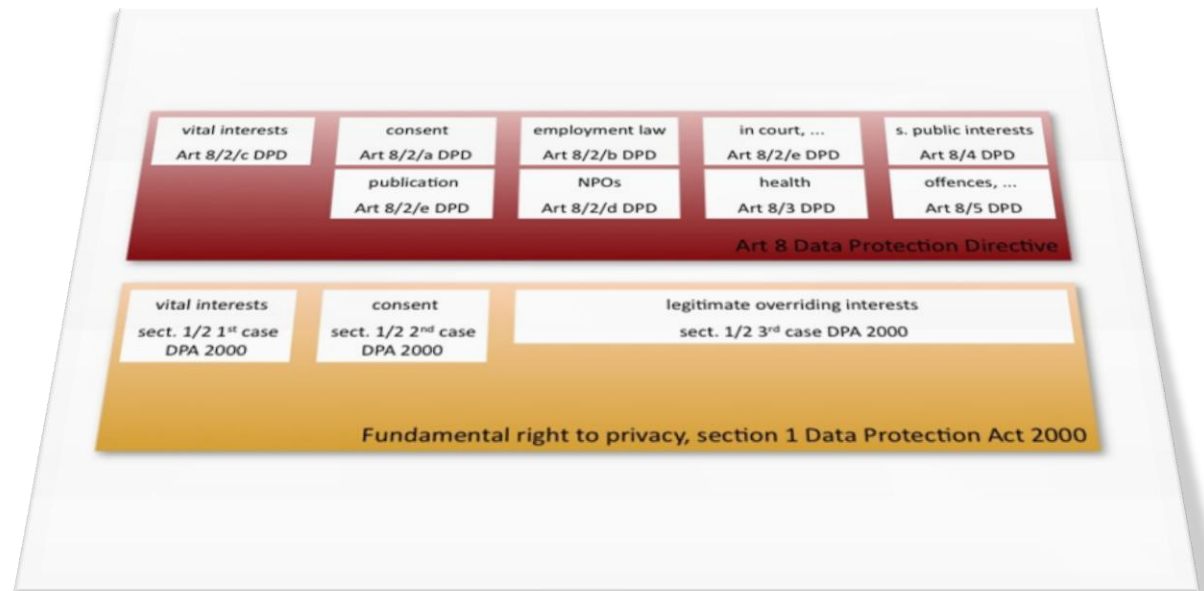 vital interests
Art 8/2/c DPD
consent
Art 8/2/a DPD
employment law
Art 8/2/b DPD
in court, ...
Art 8/2/e DPD
s. public interests
Art 8/4 DPD
publication
Art 8/2/e DPD
NPOs
Art 8/2/d DPD
health
Art 8/3 DPD
offences, ...
Art 8/5 DPD
Art 8 Data Protection Directive
vital interests
sect. 1/2 1st case
DPA 2000
consent
sect. 1/2 2nd case
DPA 2000
legitimate overriding interests
sect. 1/2 3rd case DPA 2000
Fundamental right to privacy, section 1 Data Protection Act 2000